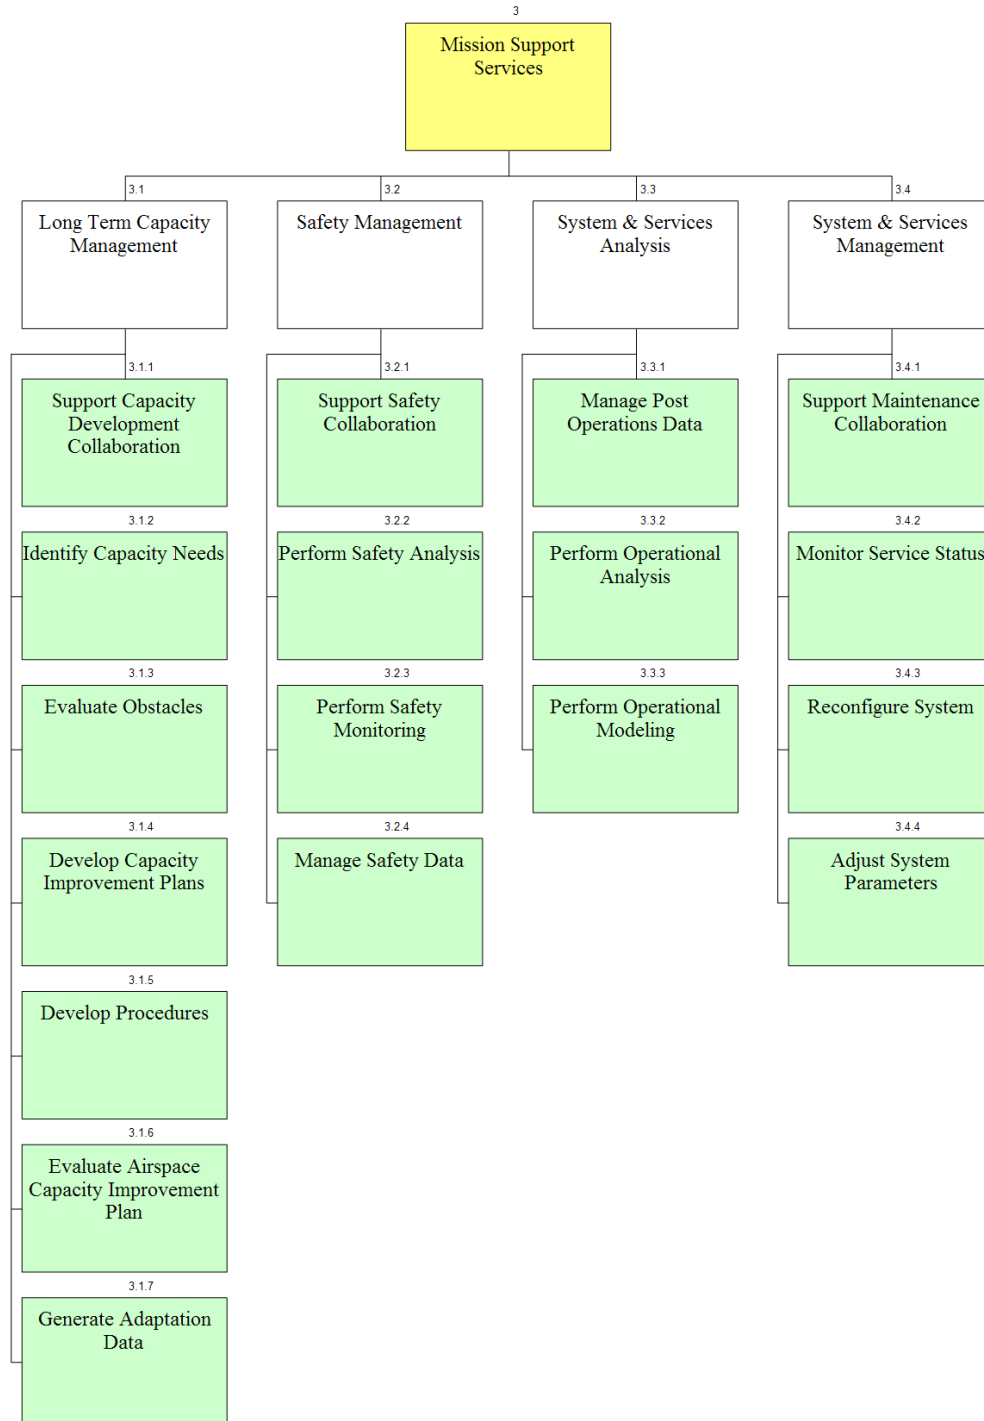 3
Mission Support
Services
3.1
Long Term Capacity
Management
3.2
Safety Management
3.3
System & Services
Analysis
3.4
System & Services
Management
3.1.1
Support Capacity
Development
Collaboration
3.1.2
Identify Capacity Needs
3.1.3
Evaluate Obstacles
3.1.4
Develop Capacity
Improvement Plans
3.1.5
Develop Procedures
3.1.6
Evaluate Airspace
Capacity Improvement
Plan
3.1.7
Generate Adaptation
Data
3.2.1
Support Safety
Collaboration
3.2.2
Perform Safety Analysis
3.2.3
Perform Safety
Monitoring
3.2.4
Manage Safety Data
3.3.1
Manage Post
Operations Data
3.3.2
Perform Operational
Analysis
3.3.3
Perform Operational
Modeling
3.4.1
Support Maintenance
Collaboration
3.4.2
Monitor Service Status
3.4.3
Reconfigure System
3.4.4
Adjust System
Parameters